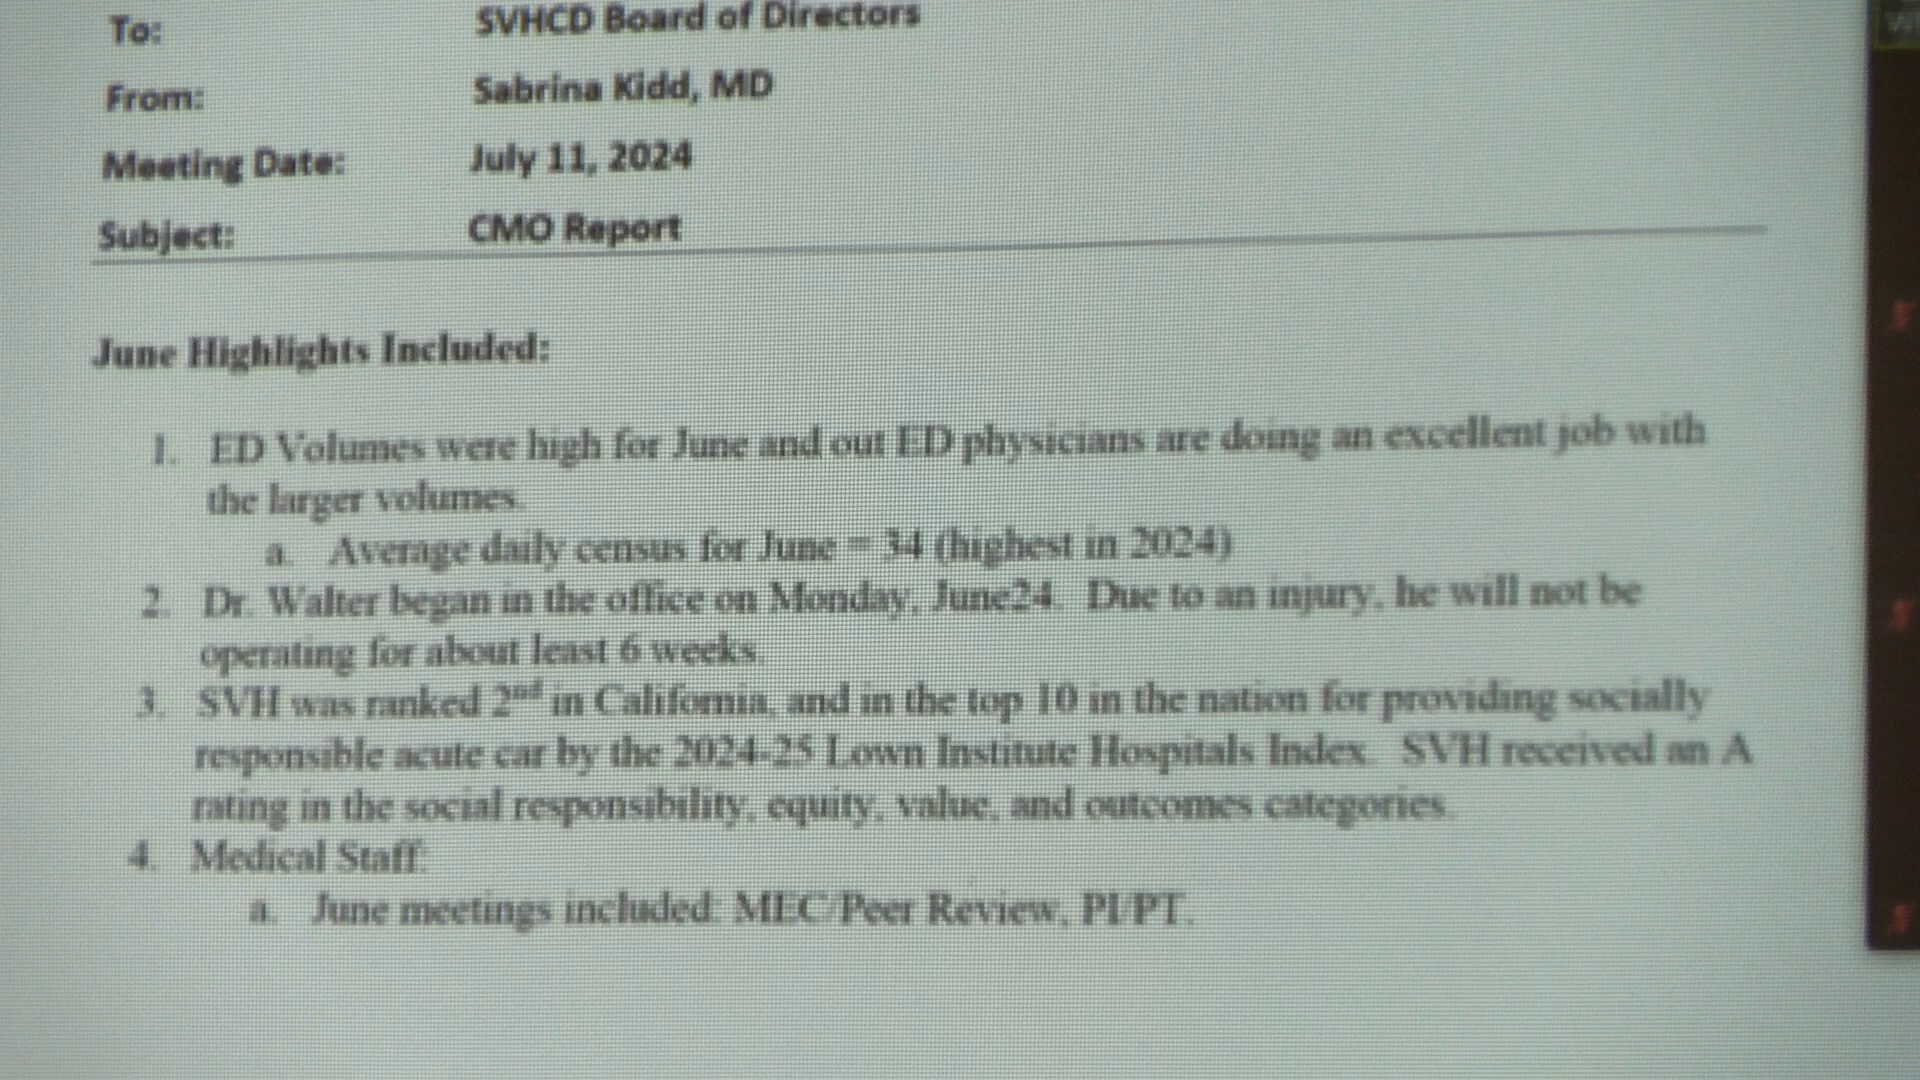 To: SVHCD Board of Directors
From: Sabrina Kidd, MD
Meeting Date: July 11, 2024
Subject: CMO Report
June Highlights Included:
1. ED Volumes were high for June and out ED physicians are doing an excellent job with
the larger volumes.
a. Average daily census for June = 34 (highest in 2024)
2. Dr. Walter began in the office on Monday, June24. Due to an injury, he will not be
operating for about least 6 weeks.
3. SVH was ranked 2nd in California, and in the top 10 in the nation for providing socially
responsible acute car by the 2024-25 Lown Institute Hospitals Index. SVH received an A
rating in the social responsibility, equity, value, and outcomes categories.
4. Medical Staff:
a. June meetings included: MEC/Peer Review, PI/PT.